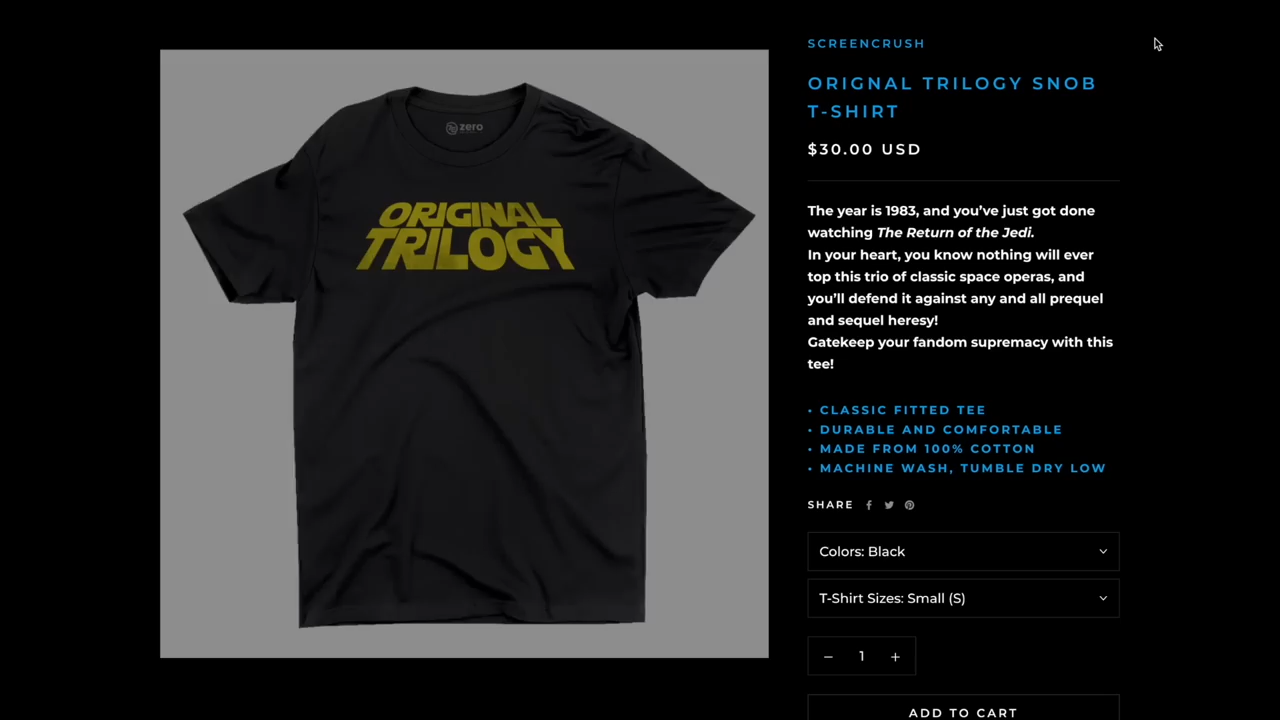 SCREENCRUSH
ORIGNAL TRILOGY SNOB
T-SHIRT
$30.00 USD
zero
ORIGINAL
TRILOGY
The year is 1983, and you’ve just got done
watching The Return of the Jedi.
In your heart, you know nothing will ever
top this trio of classic space operas, and
you’ll defend it against any and all prequel
and sequel heresy!
Gatekeep your fandom supremacy with this
tee!
• CLASSIC FITTED TEE
• DURABLE AND COMFORTABLE
• MADE FROM 100% COTTON
• MACHINE WASH, TUMBLE DRY LOW
SHARE
Colors: Black
T-Shirt Sizes: Small (S)
− 1 +
ADD TO CART